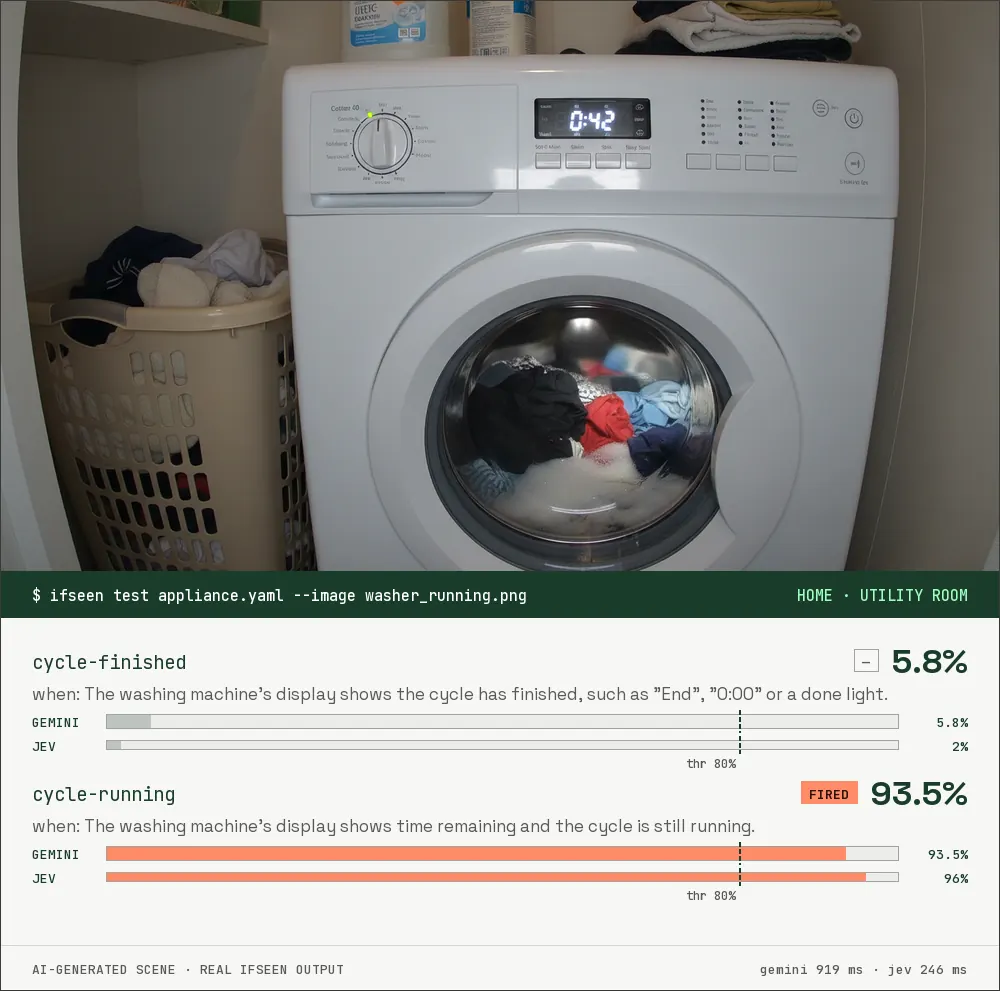 Cotton 40
0:42
$ ifseen test appliance.yaml --image washer_running.png
HOME · UTILITY ROOM
cycle-finished
– 5.8%
when: The washing machine's display shows the cycle has finished, such as "End", "0:00" or a done light.
GEMINI 5.8%
JEV 2%
thr 80%
cycle-running
FIRED 93.5%
when: The washing machine's display shows time remaining and the cycle is still running.
GEMINI 93.5%
JEV 96%
thr 80%
AI-GENERATED SCENE · REAL IFSEEN OUTPUT
gemini 919 ms · jev 246 ms